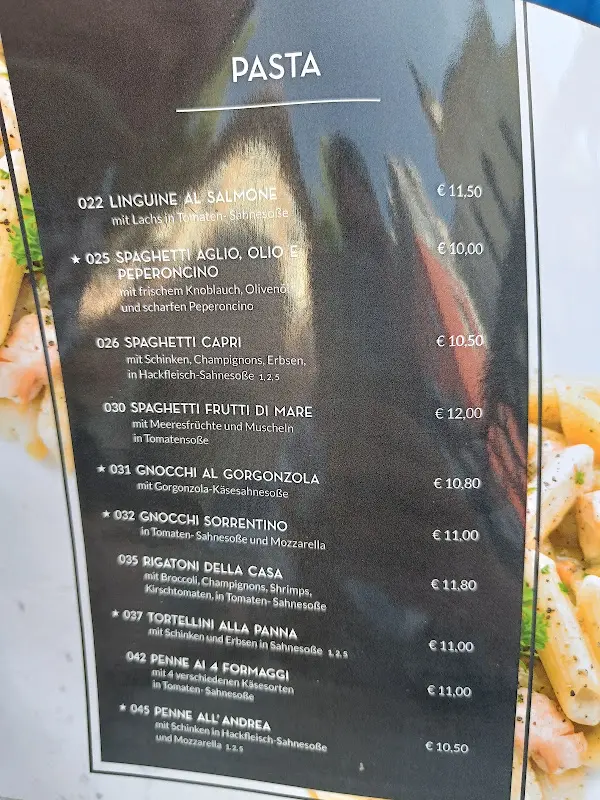 PASTA
022 LINGUINE AL SALMONE € 11,50
mit Lachs in Tomaten- Sahnesoße
★ 025 SPAGHETTI AGLIO, OLIO E € 10,00
PEPERONCINO
mit frischem Knoblauch, Olivenöl
und scharfen Peperoncino
026 SPAGHETTI CAPRI € 10,50
mit Schinken, Champignons, Erbsen,
in Hackfleisch-Sahnesoße 1, 2, 5
030 SPAGHETTI FRUTTI DI MARE € 12,00
mit Meeresfrüchte und Muscheln
in Tomatensoße
★ 031 GNOCCHI AL GORGONZOLA € 10,80
mit Gorgonzola-Käsesahnesoße
★ 032 GNOCCHI SORRENTINO € 11,00
in Tomaten- Sahnesoße und Mozzarella
035 RIGATONI DELLA CASA € 11,80
mit Broccoli, Champignons, Shrimps,
Kirschtomaten, in Tomaten- Sahnesoße
★ 037 TORTELLINI ALLA PANNA € 11,00
mit Schinken und Erbsen in Sahnesoße 1, 2, 5
042 PENNE AI 4 FORMAGGI € 11,00
mit 4 verschiedenen Käsesorten
in Tomaten- Sahnesoße
★ 045 PENNE ALL' ANDREA € 10,50
mit Schinken in Hackfleisch-Sahnesoße
und Mozzarella 1, 2, 5